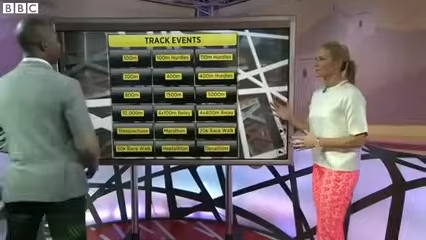 BBC
TRACK EVENTS
100m 100m Hurdles 110m Hurdles
200m 400m 400m Hurdles
800m 1500m 5000m
10,000m 4x100m Relay 4x400m Relay
Steeplechase Marathon 20k Race Walk
50k Race Walk Heptathlon Decathlon